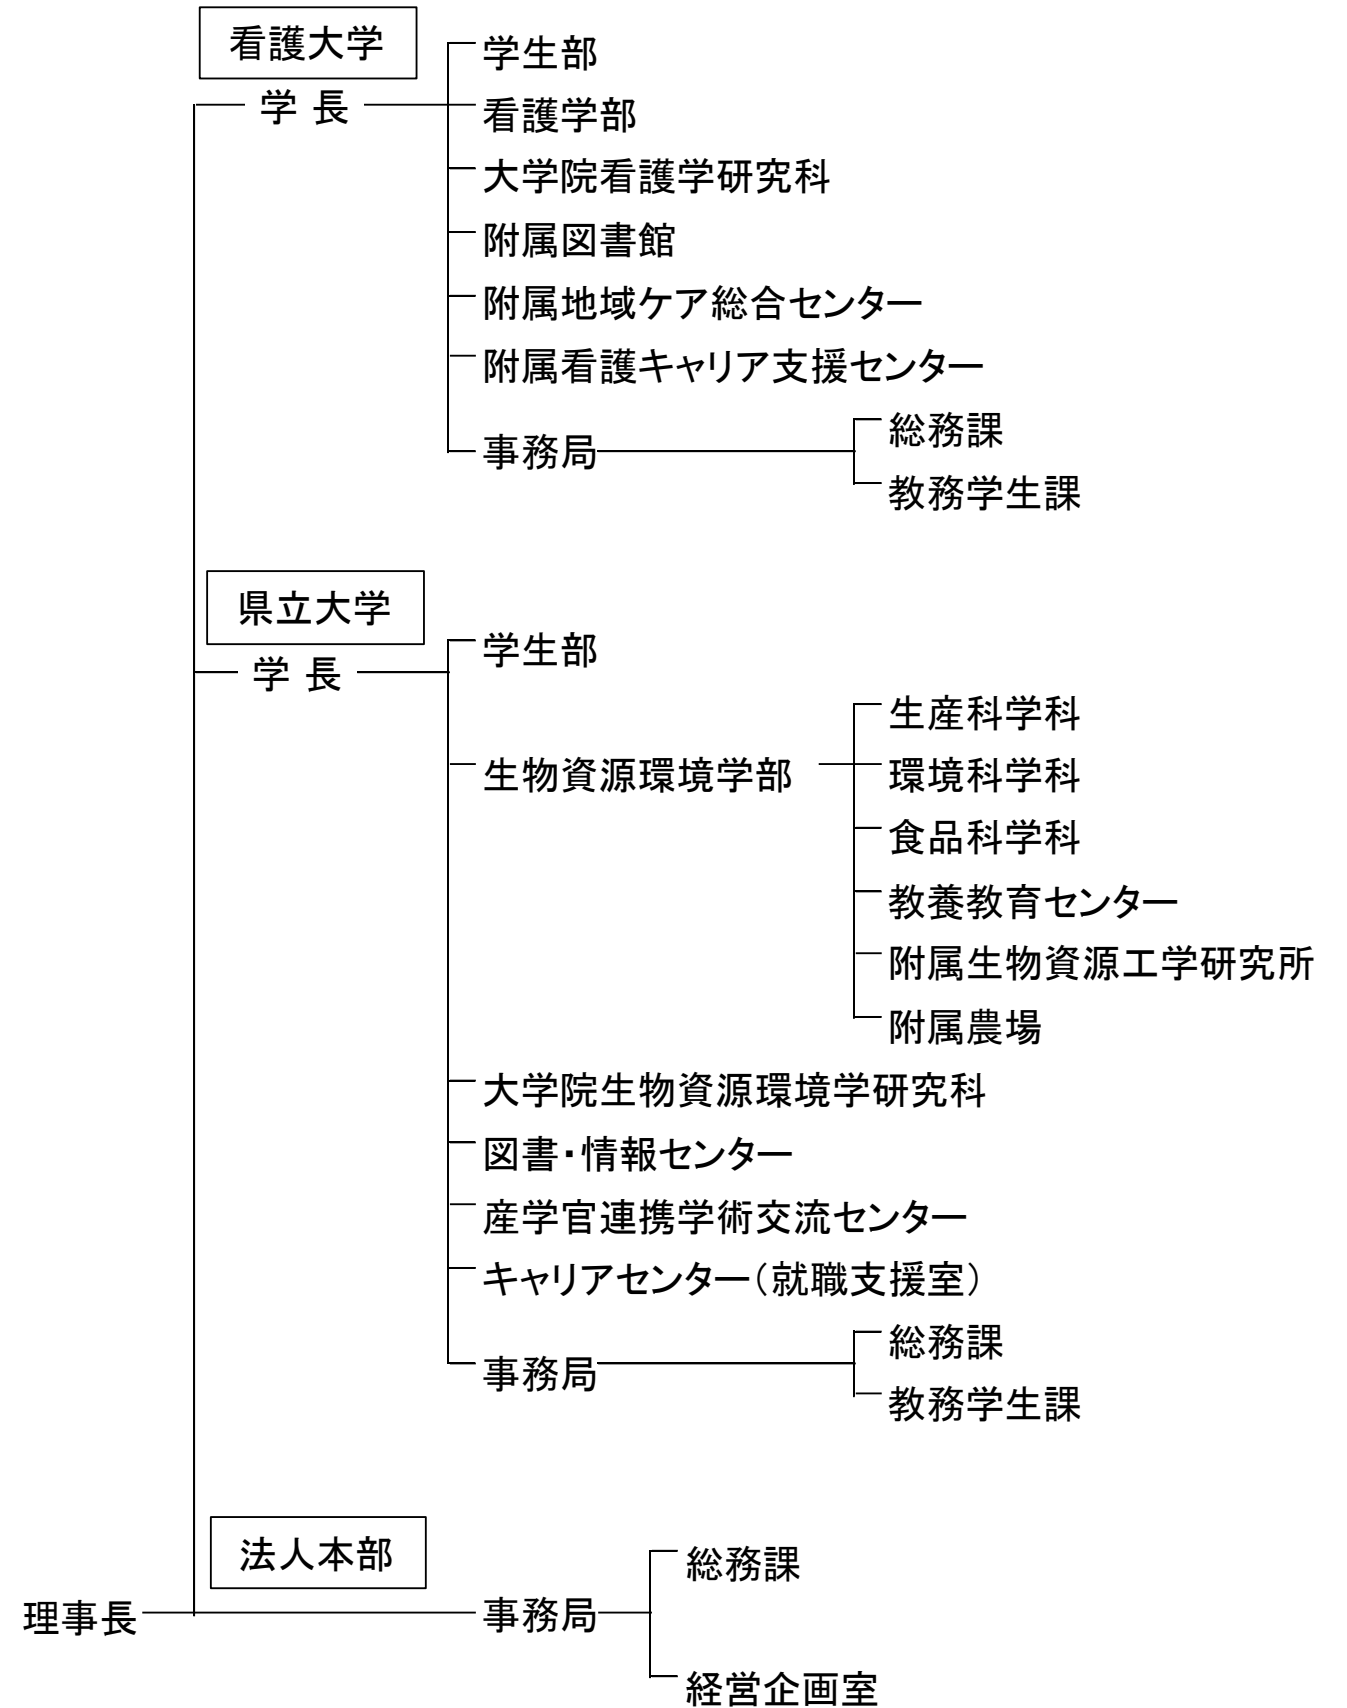 看護大学
学生部
学 長
看護学部
大学院看護学研究科
附属図書館
附属地域ケア総合センター
附属看護キャリア支援センター
総務課
事務局
教務学生課
県立大学
学生部
学 長
生産科学科
生物資源環境学部
環境科学科
食品科学科
教養教育センター
附属生物資源工学研究所
附属農場
大学院生物資源環境学研究科
図書・情報センター
産学官連携学術交流センター
キャリアセンター（就職支援室）
総務課
事務局
教務学生課
法人本部
総務課
理事長
事務局
経営企画室